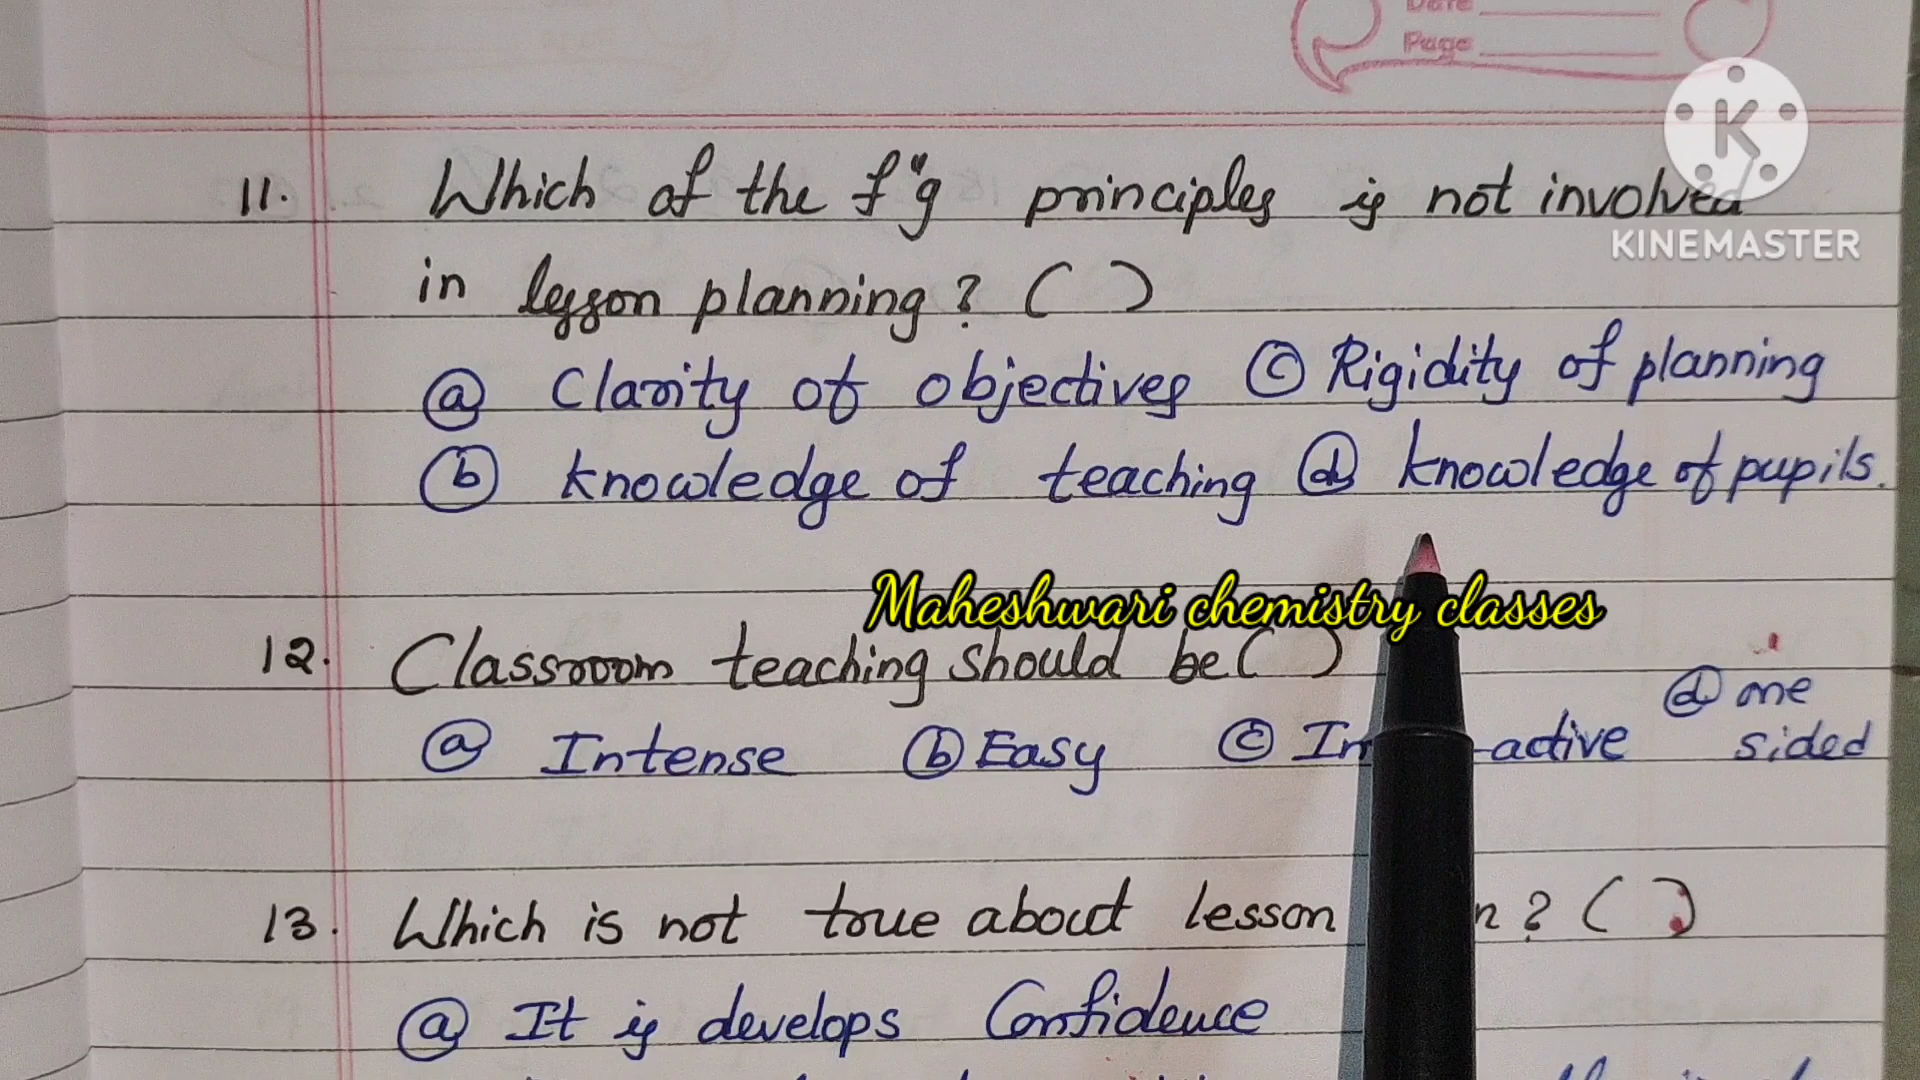 Date
Page
KINEMASTER
11. Which of the f"g principles is not involved
in lesson planning? ( )
a Clarity of objectives c Rigidity of planning
b knowledge of teaching d knowledge of pupils.
Maheshwari chemistry classes
12. Classroom teaching should be ( )
a Intense b Easy c In active d one
sided
13. Which is not true about lesson n? ( )
a It is develops Confidence